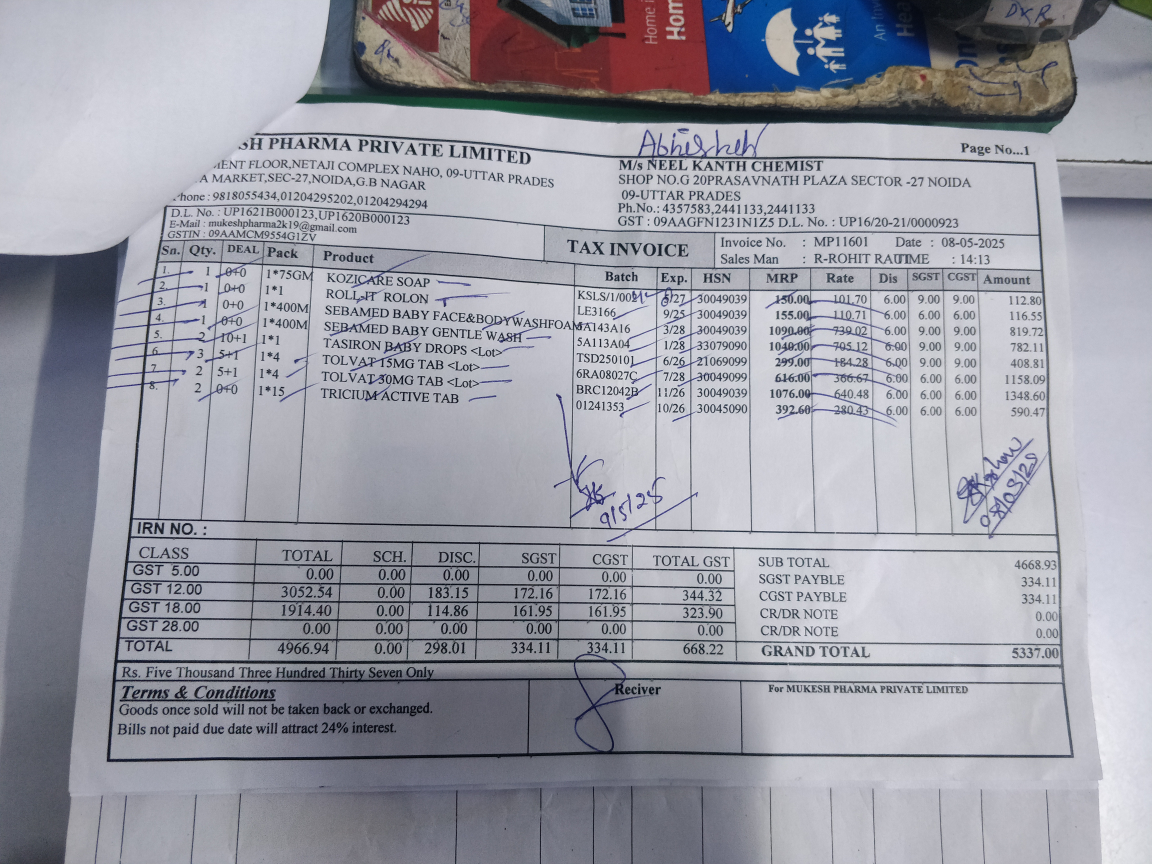 DKR
Home
Hom
An Inv
Hea
Abhishek
SH PHARMA PRIVATE LIMITED
MENT FLOOR,NETAJI COMPLEX NAHO, 09-UTTAR PRADES
A MARKET,SEC-27,NOIDA,G.B NAGAR
Phone : 9818055434,01204295202,01204294294
D.L. No. : UP1621B000123,UP1620B000123
E-Mail : mukeshpharma2k19@gmail.com
GSTIN : 09AAMCM9554G1ZV
Page No...1
M/s NEEL KANTH CHEMIST
SHOP NO.G 20PRASAVNATH PLAZA SECTOR -27 NOIDA
09-UTTAR PRADES
Ph.No.: 4357583,2441133,2441133
GST : 09AAGFN1231N1Z5 D.L. No. : UP16/20-21/0000923
TAX INVOICE
Invoice No. : MP11601 Date : 08-05-2025
Sales Man : R-ROHIT RAUTIME : 14:13
Sn. Qty. DEAL Pack Product Batch Exp. HSN MRP Rate Dis SGST CGST Amount
1. 1 0+0 1*75GM KOZICARE SOAP KSLS/1/002 5/27 30049039 150.00 101.70 6.00 9.00 9.00 112.80
2. 1 0+0 1*1 ROLL IT ROLON LE3166 9/25 30049039 155.00 110.71 6.00 9.00 9.00 116.55
3. 1 0+0 1*400M SEBAMED BABY FACE&BODYWASHFOAM MA143A16 3/28 30049039 1090.00 739.02 6.00 9.00 9.00 819.72
4. 1 0+0 1*400M SEBAMED BABY GENTLE WASH 5A113A04 1/28 33079090 1040.00 705.12 6.00 9.00 9.00 782.11
5. 2 10+1 1*1 TASIRON BABY DROPS <Lot> TSD250101 6/26 21069099 299.00 184.28 6.00 6.00 6.00 408.81
6. 3 5+1 1*4 TOLVAT 15MG TAB <Lot> 6RA08027C 7/28 30049099 616.00 366.67 6.00 6.00 6.00 1158.09
7. 2 5+1 1*4 TOLVAT 30MG TAB <Lot> BRC12042B 11/26 30049039 1076.00 640.48 6.00 6.00 6.00 1348.60
8. 2 0+0 1*15 TRICIUM ACTIVE TAB 01241353 10/26 30045090 392.60 280.43 6.00 6.00 6.00 590.47
9/5/25
08/05/25
IRN NO. :
CLASS TOTAL SCH. DISC. SGST CGST TOTAL GST
GST 5.00 0.00 0.00 0.00 0.00 0.00 0.00
GST 12.00 3052.54 0.00 183.15 172.16 172.16 344.32
GST 18.00 1914.40 0.00 114.86 161.95 161.95 323.90
GST 28.00 0.00 0.00 0.00 0.00 0.00 0.00
TOTAL 4966.94 0.00 298.01 334.11 334.11 668.22
SUB TOTAL 4668.93
SGST PAYBLE 334.11
CGST PAYBLE 334.11
CR/DR NOTE 0.00
CR/DR NOTE 0.00
GRAND TOTAL 5337.00
Rs. Five Thousand Three Hundred Thirty Seven Only
Terms & Conditions
Goods once sold will not be taken back or exchanged.
Bills not paid due date will attract 24% interest.
Reciver
For MUKESH PHARMA PRIVATE LIMITED